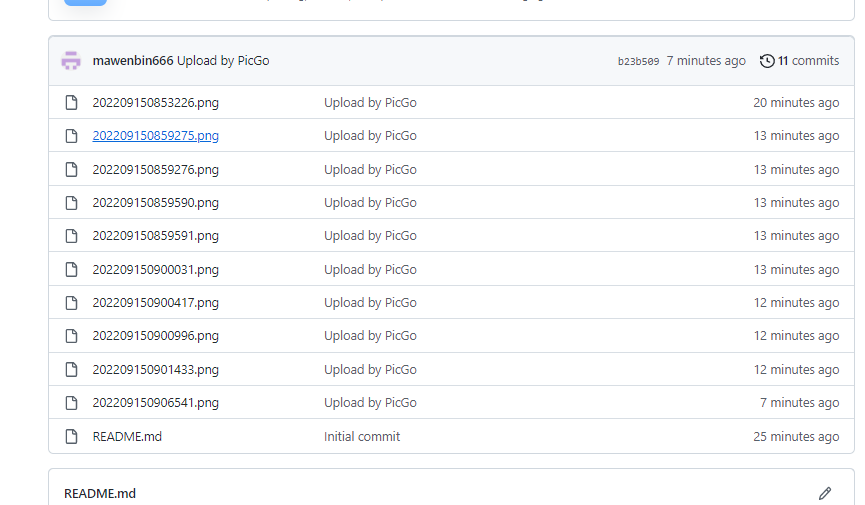 mawenbin666 Upload by PicGo b23b509 7 minutes ago 11 commits
202209150853226.png Upload by PicGo 20 minutes ago
202209150859275.png Upload by PicGo 13 minutes ago
202209150859276.png Upload by PicGo 13 minutes ago
202209150859590.png Upload by PicGo 13 minutes ago
202209150859591.png Upload by PicGo 13 minutes ago
202209150900031.png Upload by PicGo 13 minutes ago
202209150900417.png Upload by PicGo 12 minutes ago
202209150900996.png Upload by PicGo 12 minutes ago
202209150901433.png Upload by PicGo 12 minutes ago
202209150906541.png Upload by PicGo 7 minutes ago
README.md Initial commit 25 minutes ago
README.md